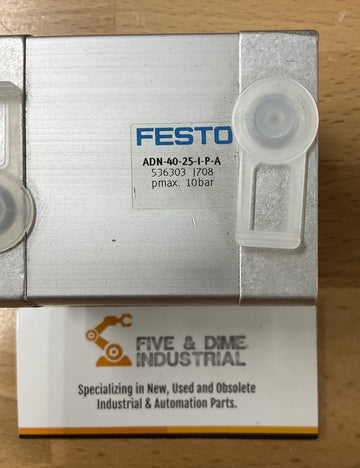 FESTO
ADN-40-25-I-P-A
536303 J708
pmax. 10bar
FIVE & DIME
INDUSTRIAL
Specializing in New, Used and Obsolete
Industrial & Automation Parts.